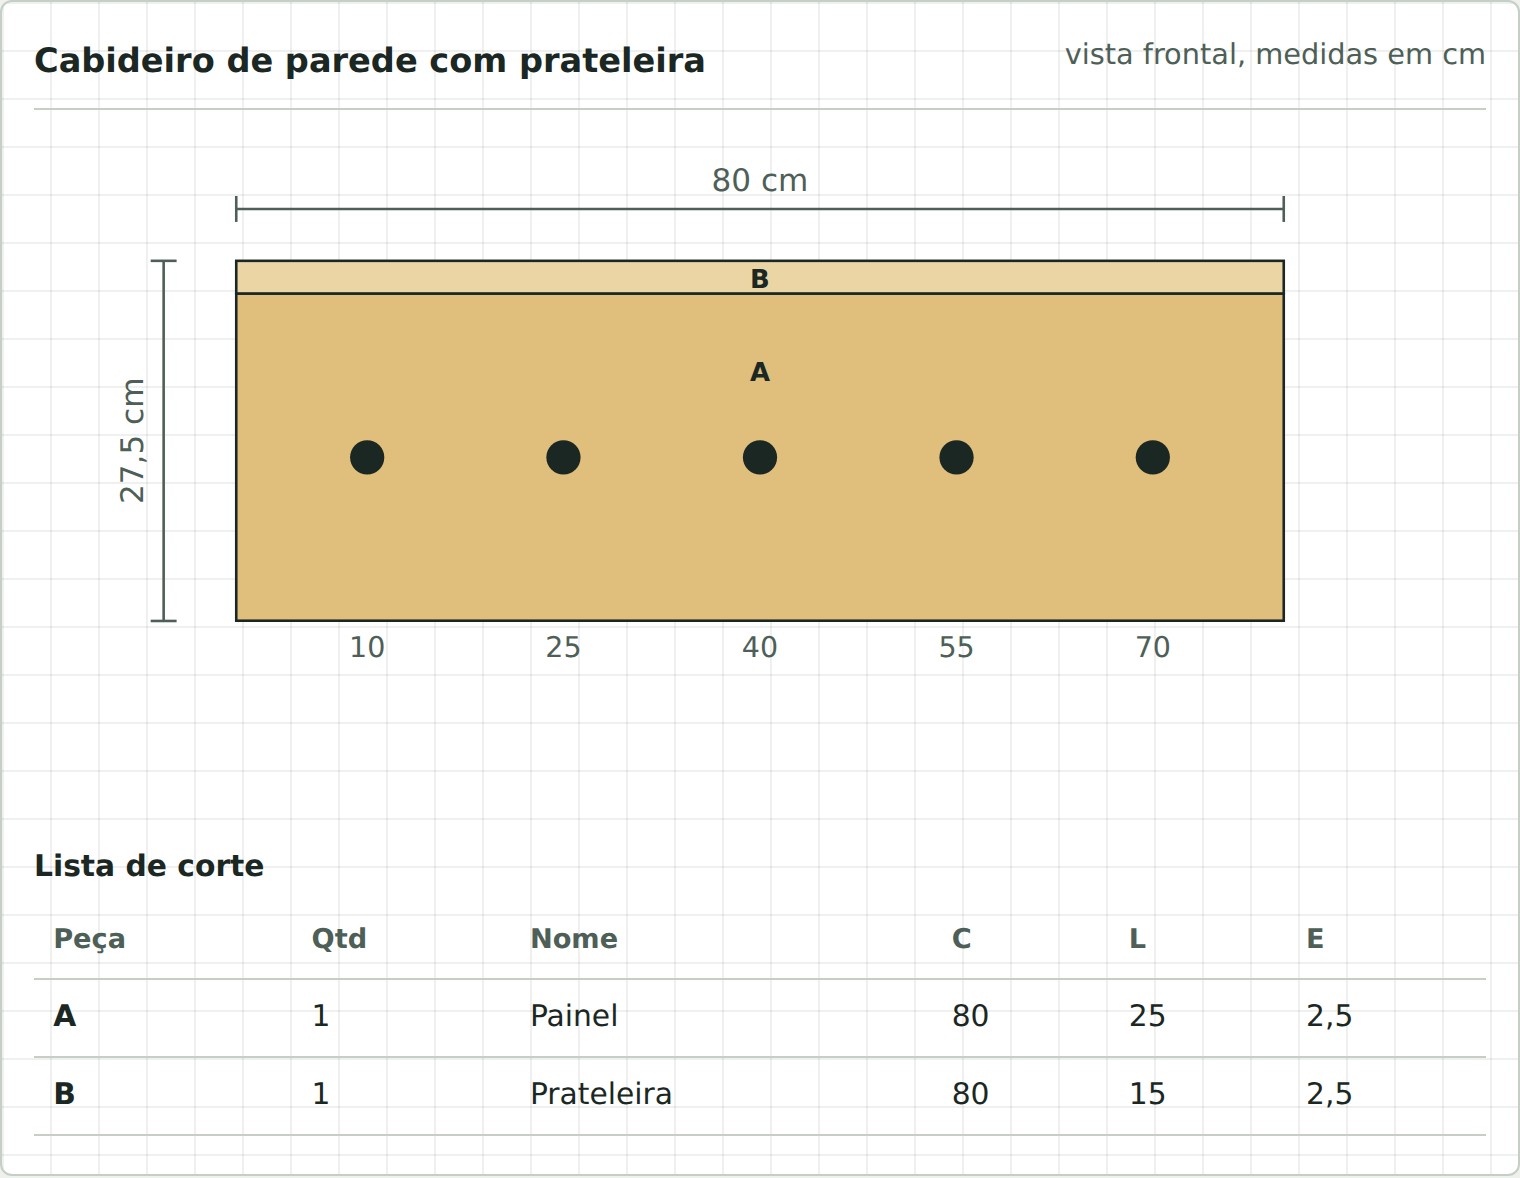 Cabideiro de parede com prateleira
vista frontal, medidas em cm
80 cm
B
A
27,5 cm
10 25 40 55 70
Lista de corte
Peça Qtd Nome C L E
A 1 Painel 80 25 2,5
B 1 Prateleira 80 15 2,5